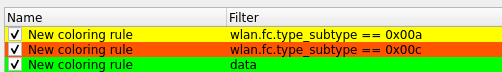 Name Filter
New coloring rule wlan.fc.type_subtype == 0x00a
New coloring rule wlan.fc.type_subtype == 0x00c
New coloring rule data